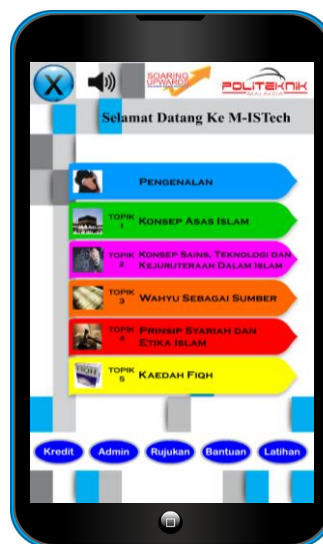 X
SOARING
UPWARDS
POLITEKNIK
MALAYSIA
Selamat Datang Ke M-ISTech
PENGENALAN
TOPIK
1
KONSEP ASAS ISLAM
TOPIK
2
KONSEP SAINS, TEKNOLOGI DAN
KEJURUTERAAN DALAM ISLAM
TOPIK
3
WAHYU SEBAGAI SUMBER
TOPIK
4
PRINSIP SYARIAH DAN
ETIKA ISLAM
FIQH
TOPIK
5
KAEDAH FIQH
Kredit
Admin
Rujukan
Bantuan
Latihan